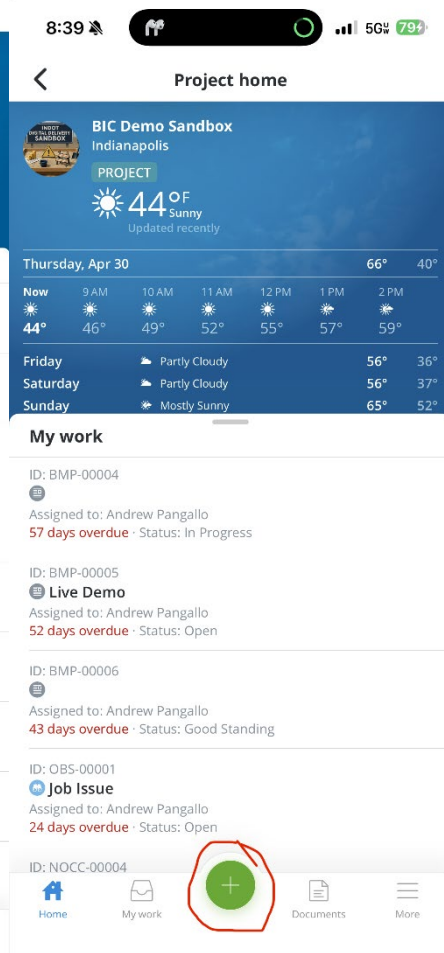 8:39 5GW 79
Project home
INDOT
DIGITAL DELIVERY
SANDBOX
BIC Demo Sandbox
Indianapolis
PROJECT
44°F
Sunny
Updated recently
Thursday, Apr 30 66° 40°
Now 9 AM 10 AM 11 AM 12 PM 1 PM 2 PM
44° 46° 49° 52° 55° 57° 59°
Friday Partly Cloudy 56° 36°
Saturday Partly Cloudy 56° 37°
Sunday Mostly Sunny 65° 52°
My work
ID: BMP-00004
Assigned to: Andrew Pangallo
57 days overdue · Status: In Progress
ID: BMP-00005
Live Demo
Assigned to: Andrew Pangallo
52 days overdue · Status: Open
ID: BMP-00006
Assigned to: Andrew Pangallo
43 days overdue · Status: Good Standing
ID: OBS-00001
Job Issue
Assigned to: Andrew Pangallo
24 days overdue · Status: Open
ID: NOCC-00004
Home My work Documents More